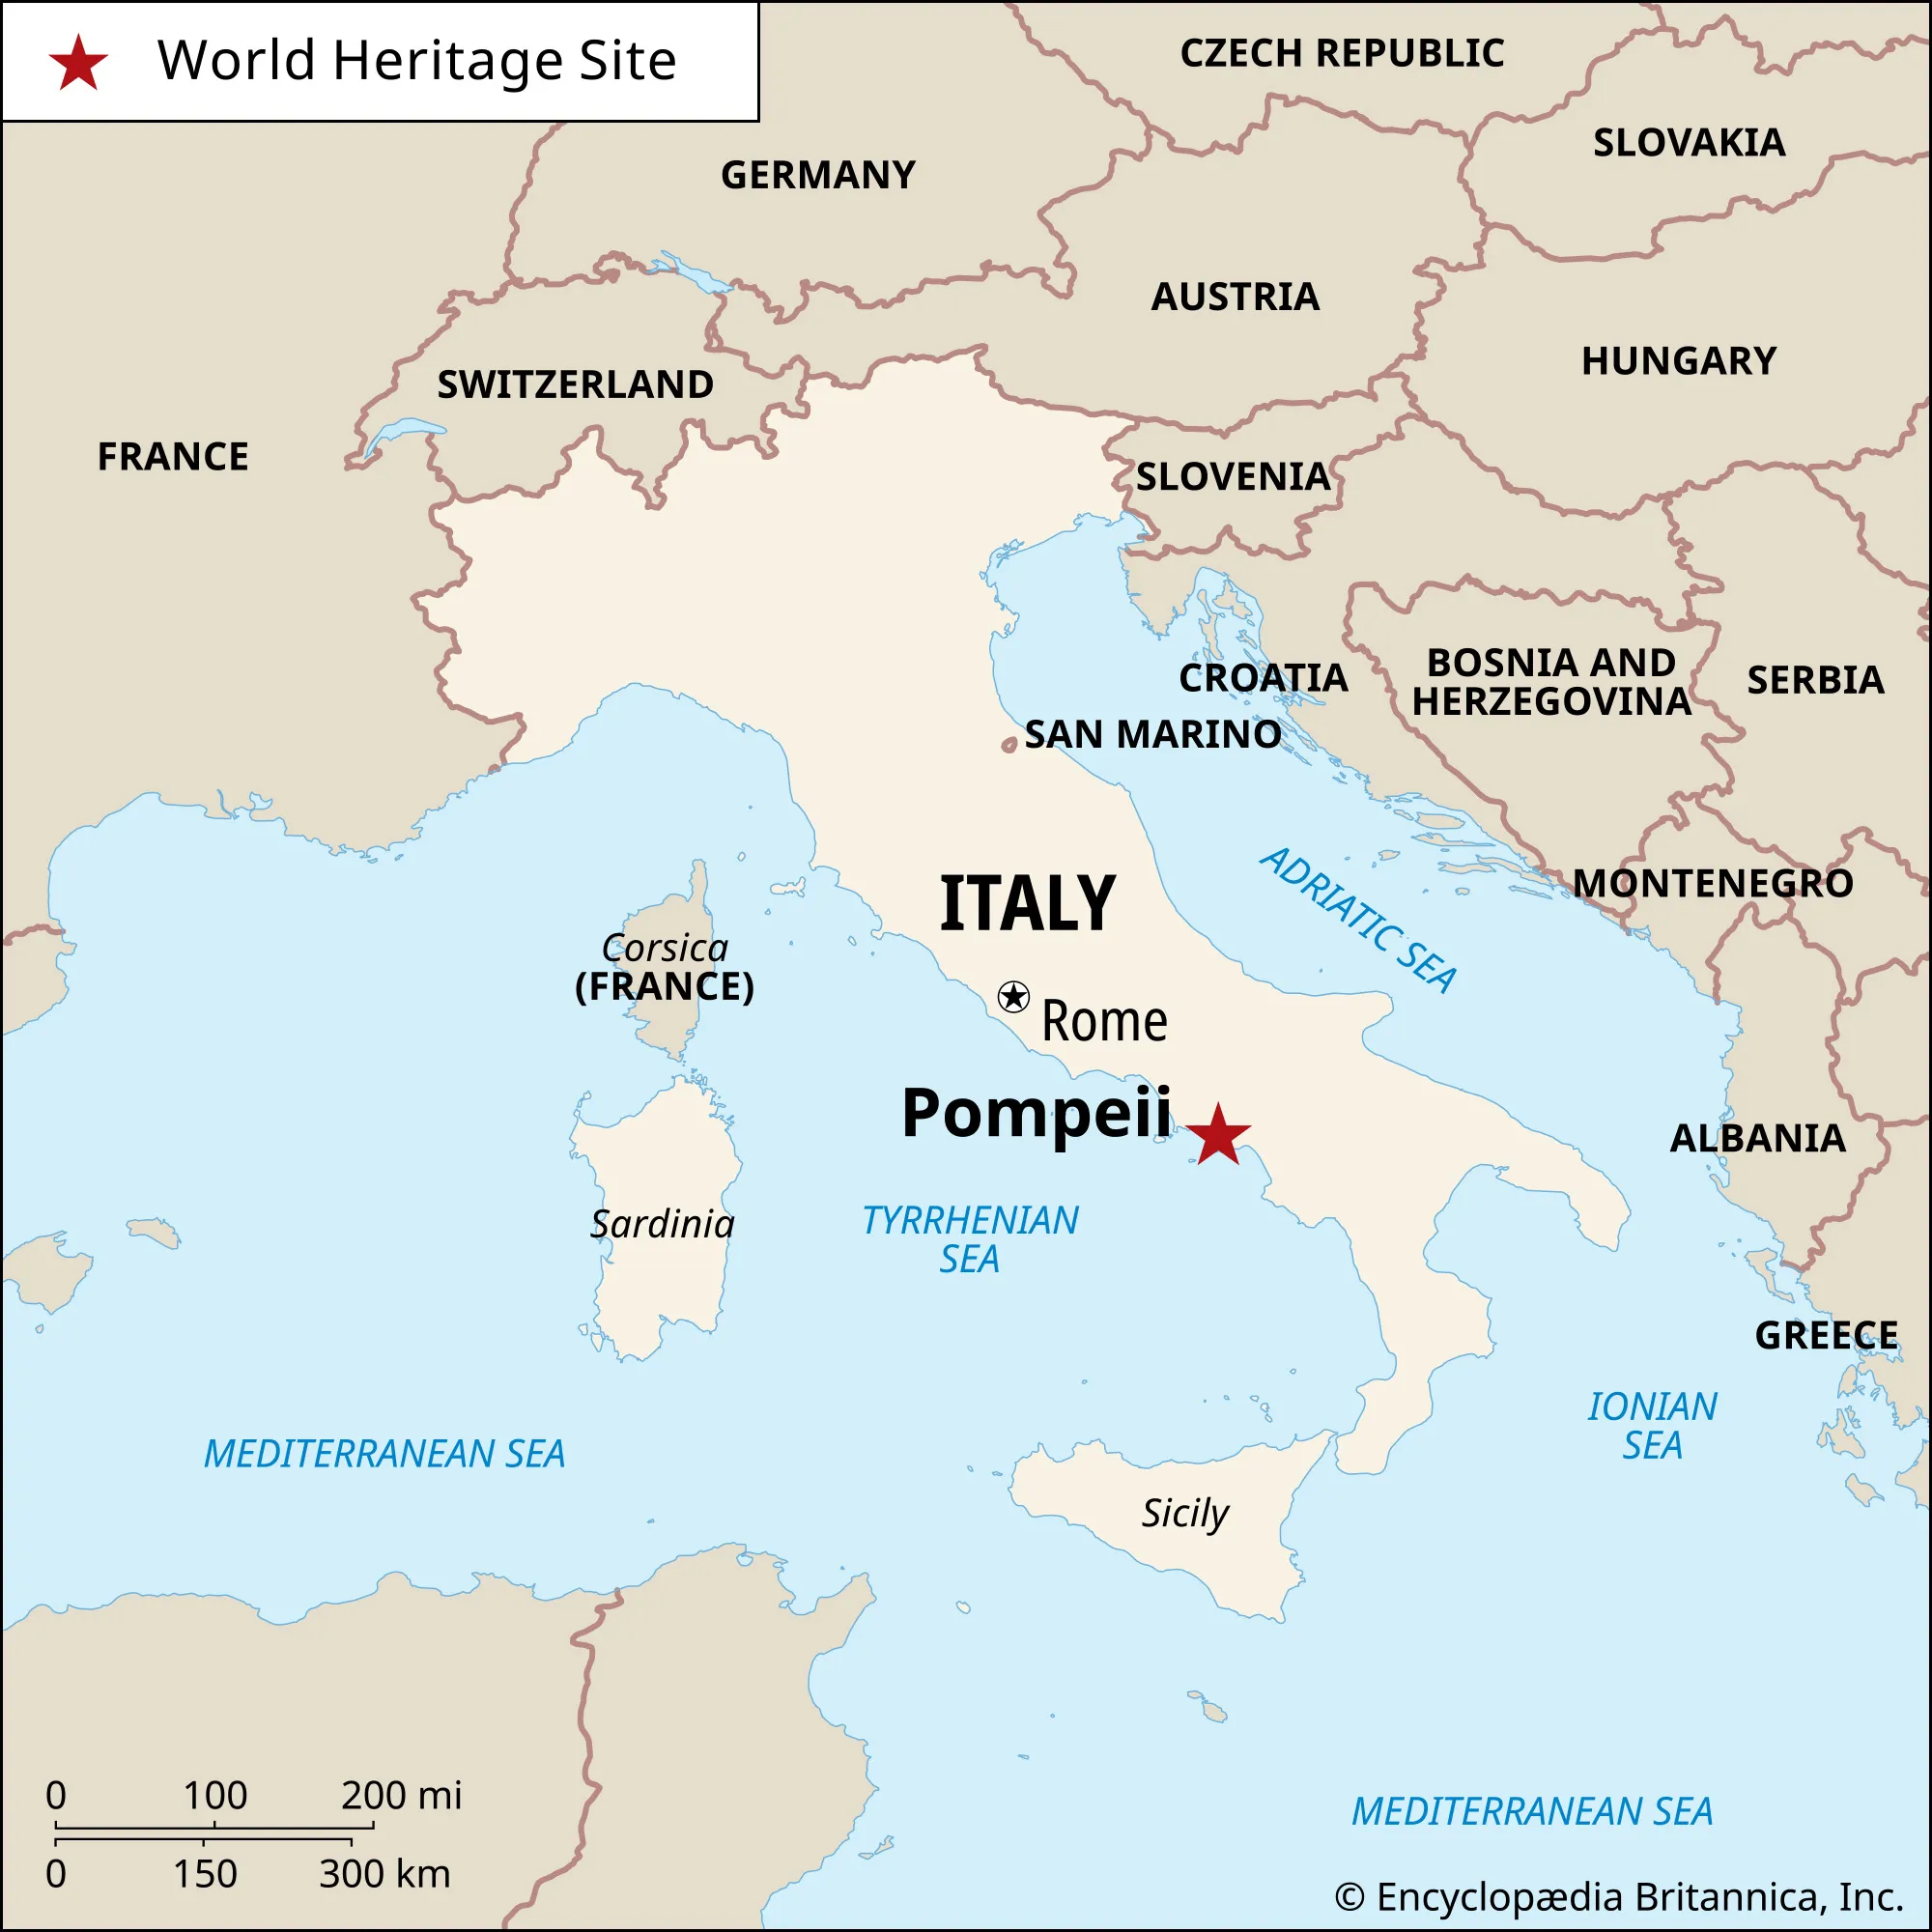 World Heritage Site
CZECH REPUBLIC
SLOVAKIA
GERMANY
AUSTRIA
HUNGARY
SWITZERLAND
FRANCE
SLOVENIA
CROATIA
BOSNIA AND
HERZEGOVINA
SERBIA
SAN MARINO
MONTENEGRO
ITALY
ADRIATIC SEA
Corsica
(FRANCE)
Rome
Pompeii
ALBANIA
Sardinia
TYRRHENIAN
SEA
GREECE
IONIAN
SEA
MEDITERRANEAN SEA
Sicily
0 100 200 mi
0 150 300 km
MEDITERRANEAN SEA
© Encyclopædia Britannica, Inc.